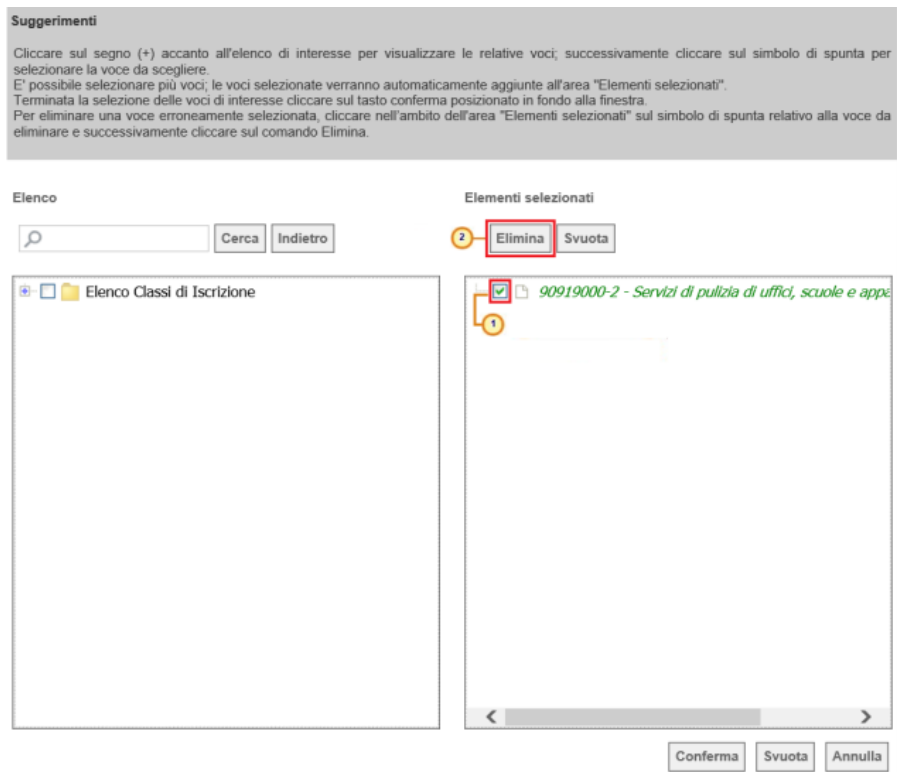 Suggerimenti
Cliccare sul segno (+) accanto all'elenco di interesse per visualizzare le relative voci; successivamente cliccare sul simbolo di spunta per
selezionare la voce da scegliere.
E' possibile selezionare più voci; le voci selezionate verranno automaticamente aggiunte all'area "Elementi selezionati".
Terminata la selezione delle voci di interesse cliccare sul tasto conferma posizionato in fondo alla finestra.
Per eliminare una voce erroneamente selezionata, cliccare nell'ambito dell'area "Elementi selezionati" sul simbolo di spunta relativo alla voce da
eliminare e successivamente cliccare sul comando Elimina.
Elenco
Elementi selezionati
Cerca Indietro
2 Elimina Svuota
Elenco Classi di Iscrizione
90919000-2 - Servizi di pulizia di uffici, scuole e appa
1
Conferma Svuota Annulla